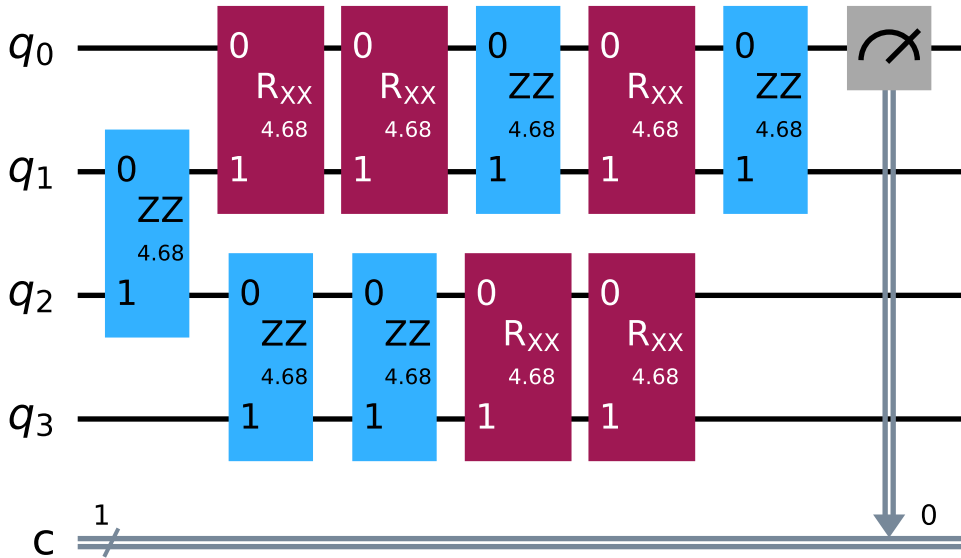 q0 0 0 0 0 0
RXX RXX ZZ RXX ZZ
4.68 4.68 4.68 4.68 4.68
q1 0 1 1 1 1 1
ZZ
4.68
q2 1 0 0 0 0
ZZ ZZ RXX RXX
4.68 4.68 4.68 4.68
q3 1 1 1 1
1 0
c